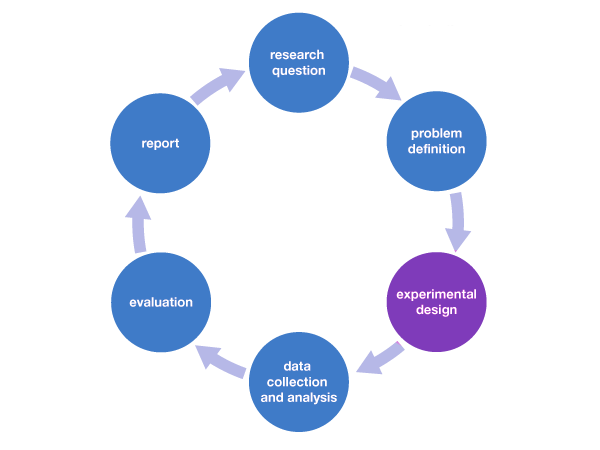 research
question
problem
definition
experimental
design
data
collection
and analysis
evaluation
report